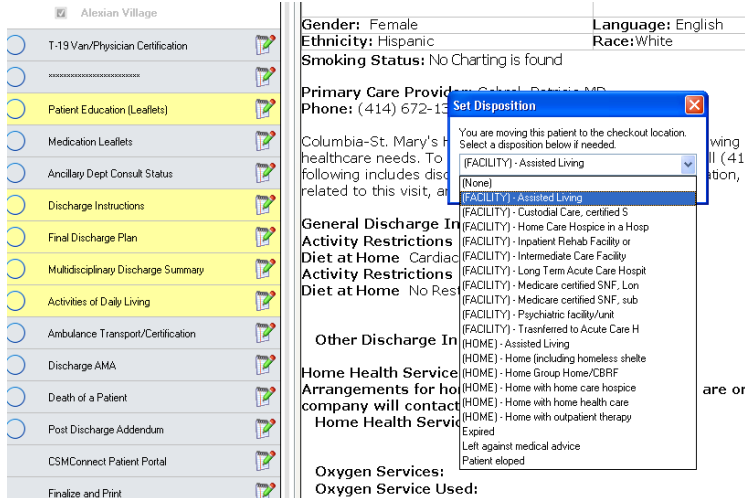 Alexian Village
T-19 Van/Physician Certification
xxxxxxxxxxxxxxxxxxxxxxxxxx
Patient Education (Leaflets)
Medication Leaflets
Ancillary Dept Consult Status
Discharge Instructions
Final Discharge Plan
Multidisciplinary Discharge Summary
Activities of Daily Living
Ambulance Transport/Certification
Discharge AMA
Death of a Patient
Post Discharge Addendum
CSMConnect Patient Portal
Finalize and Print
Gender: Female Language: English
Ethnicity: Hispanic Race:White
Smoking Status: No Charting is found
Primary Care Provider: Cabral, Patricia MD
Phone: (414) 672-13
Columbia-St. Mary's H wing
healthcare needs. To ll (41
following includes disc ation,
related to this visit, an
General Discharge In
Activity Restrictions
Diet at Home Cardiac
Activity Restrictions
Diet at Home No Res
Other Discharge In
Home Health Service
Arrangements for ho are or
company will contact
Home Health Servic
Oxygen Services:
Oxygen Service Used:
Set Disposition
You are moving this patient to the checkout location.
Select a disposition below if needed.
(FACILITY) - Assisted Living
(None)
(FACILITY) - Assisted Living
(FACILITY) - Custodial Care, certified S
(FACILITY) - Home Care Hospice in a Hosp
(FACILITY) - Inpatient Rehab Facility or
(FACILITY) - Intermediate Care Facility
(FACILITY) - Long Term Acute Care Hospit
(FACILITY) - Medicare certified SNF, Lon
(FACILITY) - Medicare certified SNF, sub
(FACILITY) - Psychiatric facility/unit
(FACILITY) - Trasnferred to Acute Care H
(HOME) - Assisted Living
(HOME) - Home (including homeless shelte
(HOME) - Home Group Home/CBRF
(HOME) - Home with home care hospice
(HOME) - Home with home health care
(HOME) - Home with outpatient therapy
Expired
Left against medical advice
Patient eloped